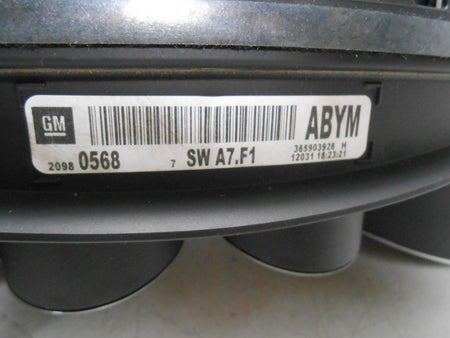 GM
ABYM
365903926 H
12031 18:23:21
2098 0568 7 SW A7.F1